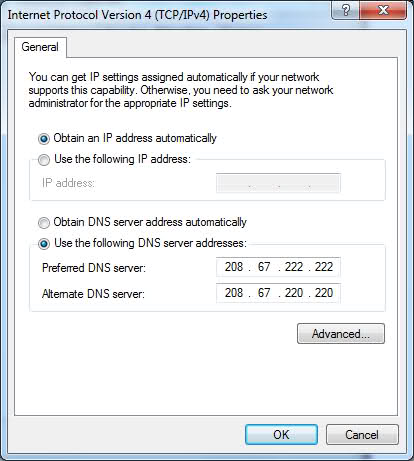 Internet Protocol Version 4 (TCP/IPv4) Properties
?
General
You can get IP settings assigned automatically if your network
supports this capability. Otherwise, you need to ask your network
administrator for the appropriate IP settings.
Obtain an IP address automatically
Use the following IP address:
IP address: . . .
Obtain DNS server address automatically
Use the following DNS server addresses:
Preferred DNS server: 208 . 67 . 222 . 222
Alternate DNS server: 208 . 67 . 220 . 220
Advanced...
OK Cancel